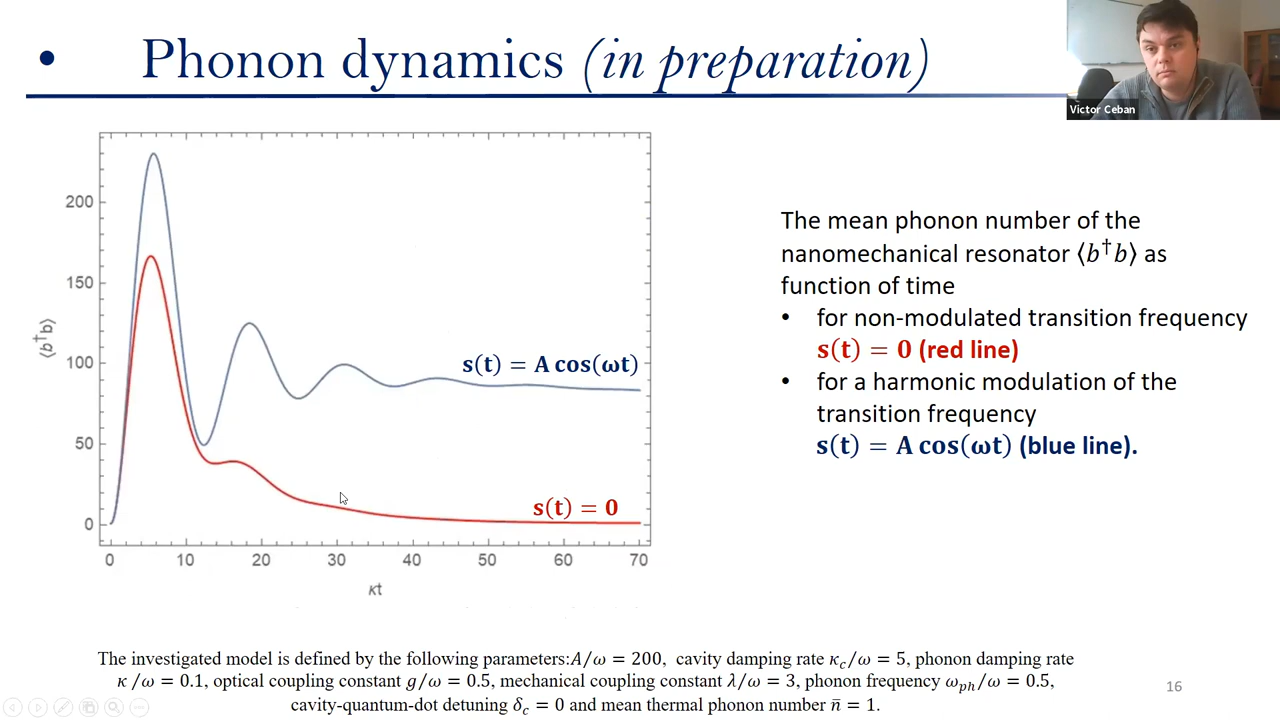 • Phonon dynamics (in preparation)
Victor Ceban
200
150
100
50
0
⟨b†b⟩
s(t) = A cos(ωt)
s(t) = 0
0 10 20 30 40 50 60 70
κt
The mean phonon number of the
nanomechanical resonator ⟨b†b⟩ as
function of time
• for non-modulated transition frequency
s(t) = 0 (red line)
• for a harmonic modulation of the
transition frequency
s(t) = A cos(ωt) (blue line).
The investigated model is defined by the following parameters:A/ω = 200, cavity damping rate κc/ω = 5, phonon damping rate
κ /ω = 0.1, optical coupling constant g/ω = 0.5, mechanical coupling constant λ/ω = 3, phonon frequency ωph/ω = 0.5,
cavity-quantum-dot detuning δc = 0 and mean thermal phonon number n̄ = 1.
16